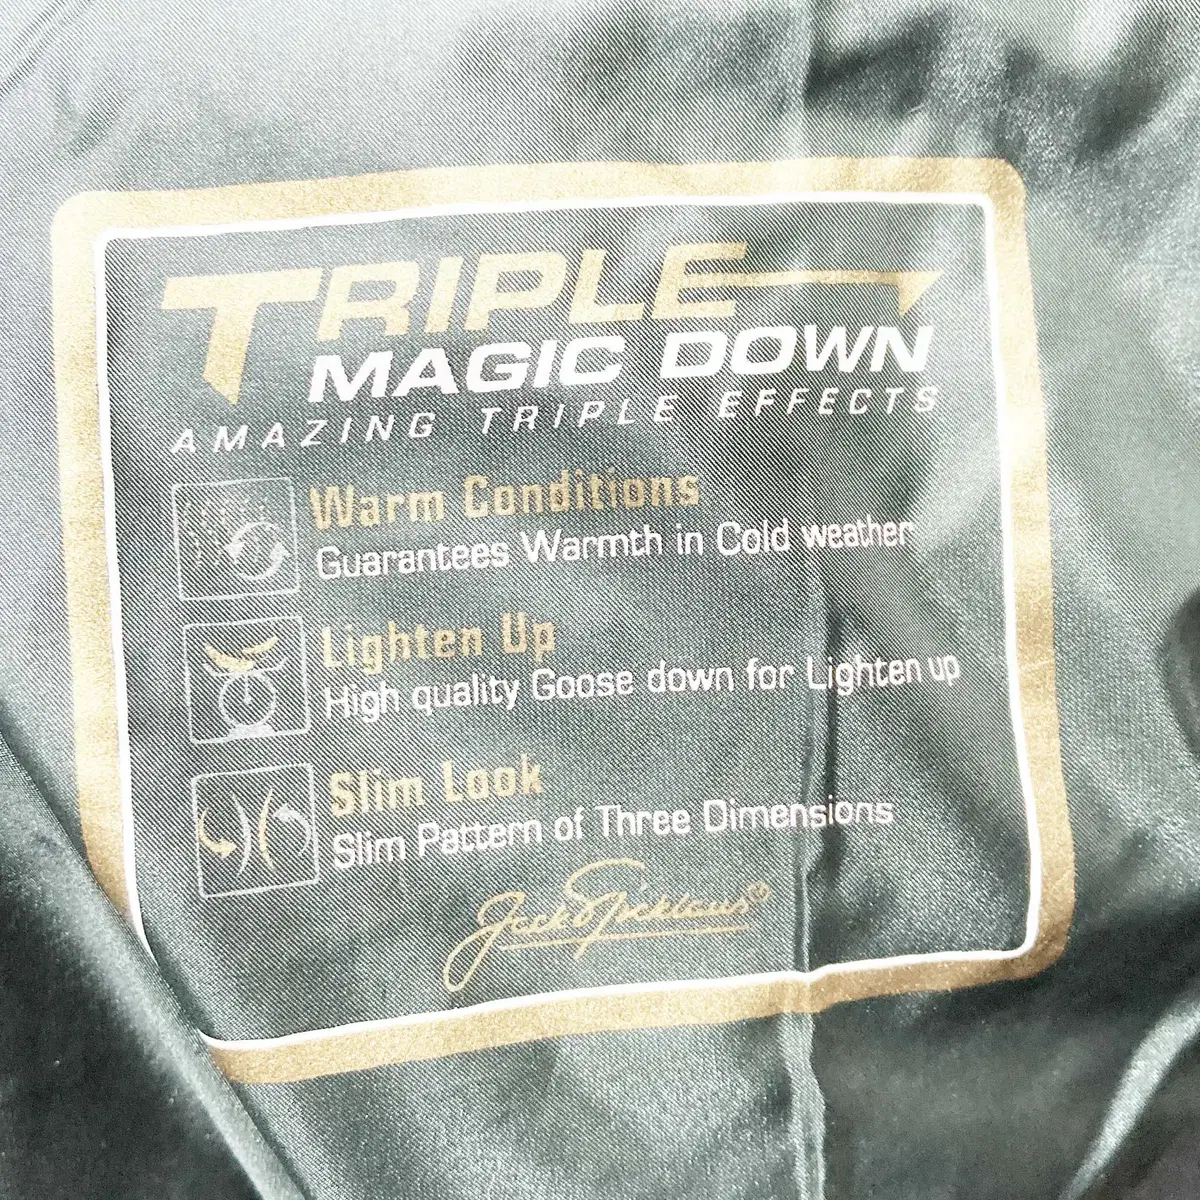 TRIPLE
MAGIC DOWN
AMAZING TRIPLE EFFECTS
Warm Conditions
Guarantees Warmth in Cold weather
Lighten Up
High quality Goose down for Lighten up
Slim Look
Slim Pattern of Three Dimensions